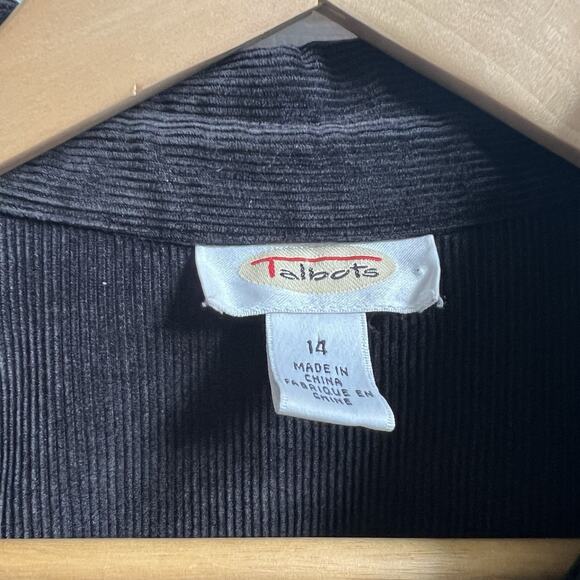 Talbots
14
MADE IN
CHINA
FABRIQUE EN
CHINE